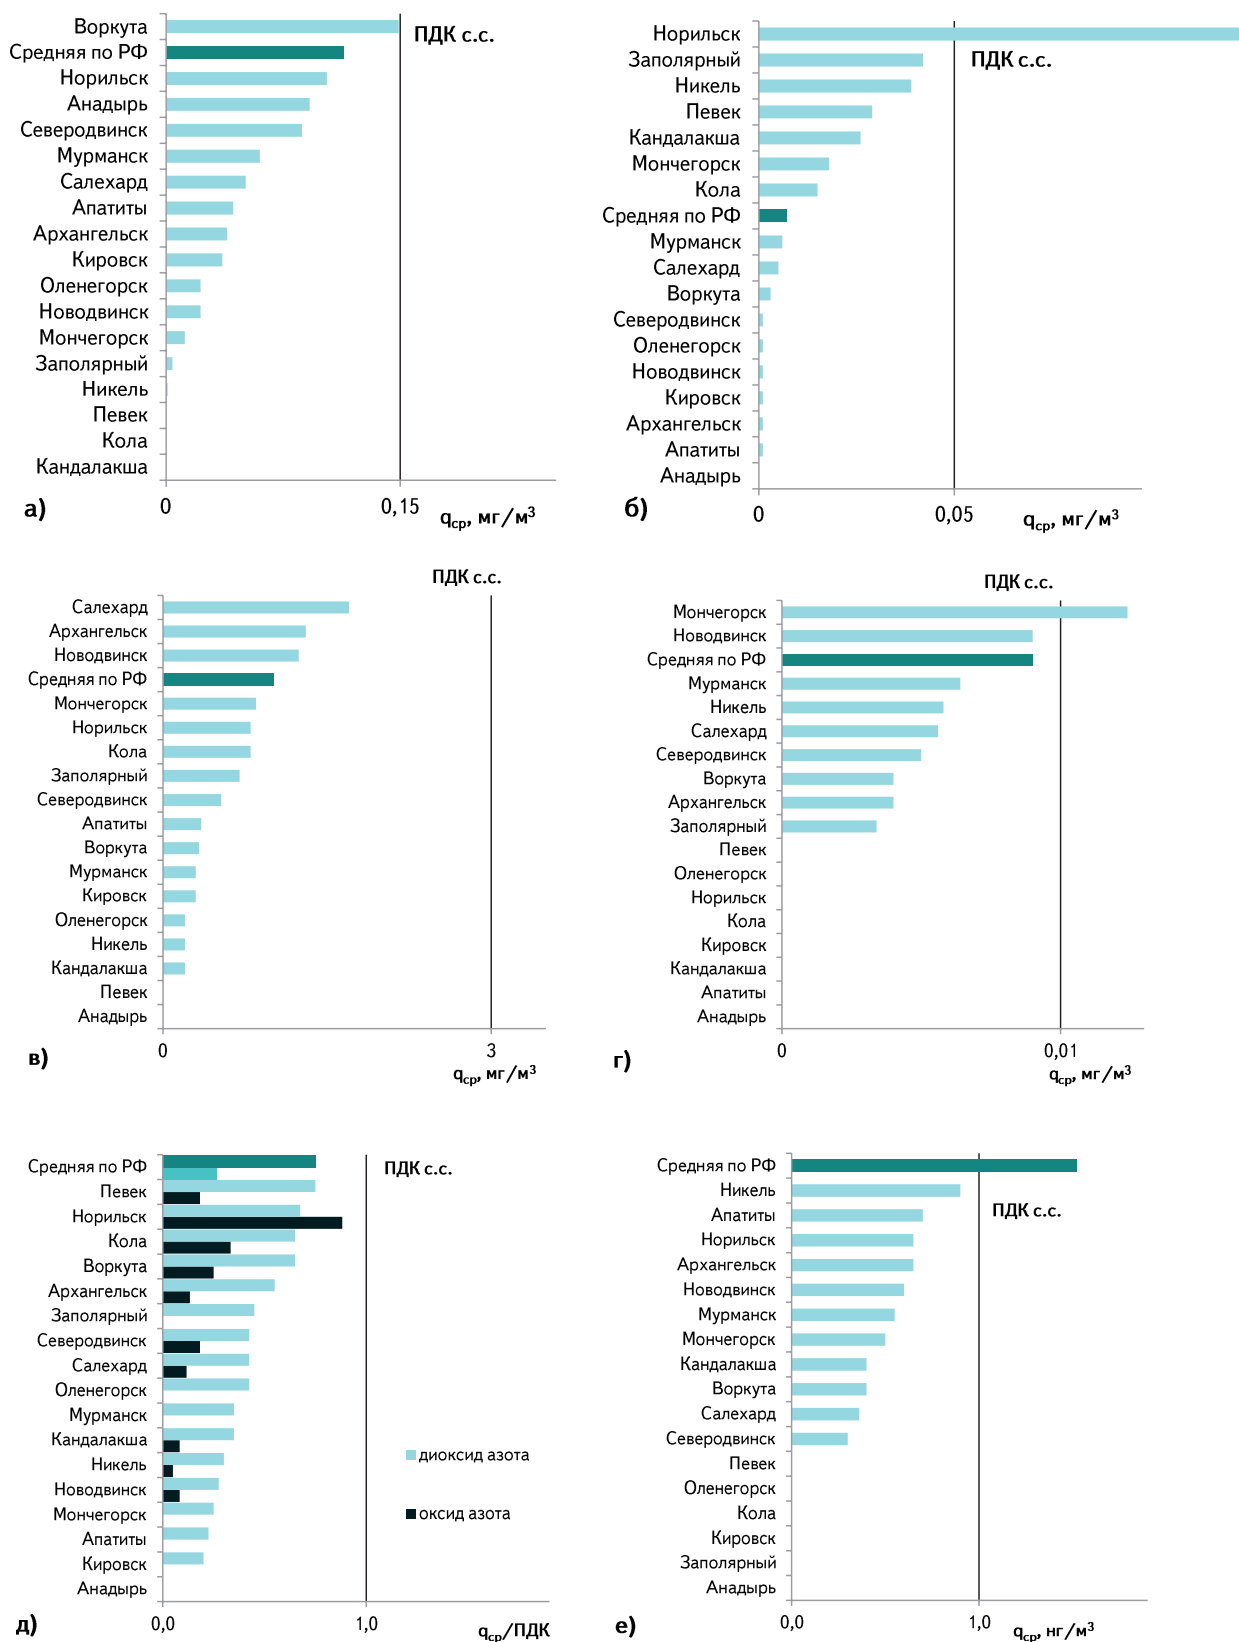 Воркута
Средняя по РФ
Норильск
Анадырь
Северодвинск
Мурманск
Салехард
Апатиты
Архангельск
Кировск
Оленегорск
Новодвинск
Мончегорск
Заполярный
Никель
Певек
Кола
Кандалакша
ПДК с.с.
0
0,15
а)
qср, мг/м³
Норильск
Заполярный
Никель
Певек
Кандалакша
Мончегорск
Кола
Средняя по РФ
Мурманск
Салехард
Воркута
Северодвинск
Оленегорск
Новодвинск
Кировск
Архангельск
Апатиты
Анадырь
ПДК с.с.
0
0,05
б)
qср, мг/м³
ПДК с.с.
Салехард
Архангельск
Новодвинск
Средняя по РФ
Мончегорск
Норильск
Кола
Заполярный
Северодвинск
Апатиты
Воркута
Мурманск
Кировск
Оленегорск
Никель
Кандалакша
Певек
Анадырь
0
3
в)
qср, мг/м³
ПДК с.с.
Мончегорск
Новодвинск
Средняя по РФ
Мурманск
Никель
Салехард
Северодвинск
Воркута
Архангельск
Заполярный
Певек
Оленегорск
Норильск
Кола
Кировск
Кандалакша
Апатиты
Анадырь
0
0,01
г)
qср, мг/м³
Средняя по РФ
Певек
Норильск
Кола
Воркута
Архангельск
Заполярный
Северодвинск
Салехард
Оленегорск
Мурманск
Кандалакша
Никель
Новодвинск
Мончегорск
Апатиты
Кировск
Анадырь
ПДК с.с.
диоксид азота
оксид азота
0,0
1,0
д)
qср/ПДК
Средняя по РФ
Никель
Апатиты
Норильск
Архангельск
Новодвинск
Мурманск
Мончегорск
Кандалакша
Воркута
Салехард
Северодвинск
Певек
Оленегорск
Кола
Кировск
Заполярный
Анадырь
ПДК с.с.
0,0
1,0
е)
qср, нг/м³